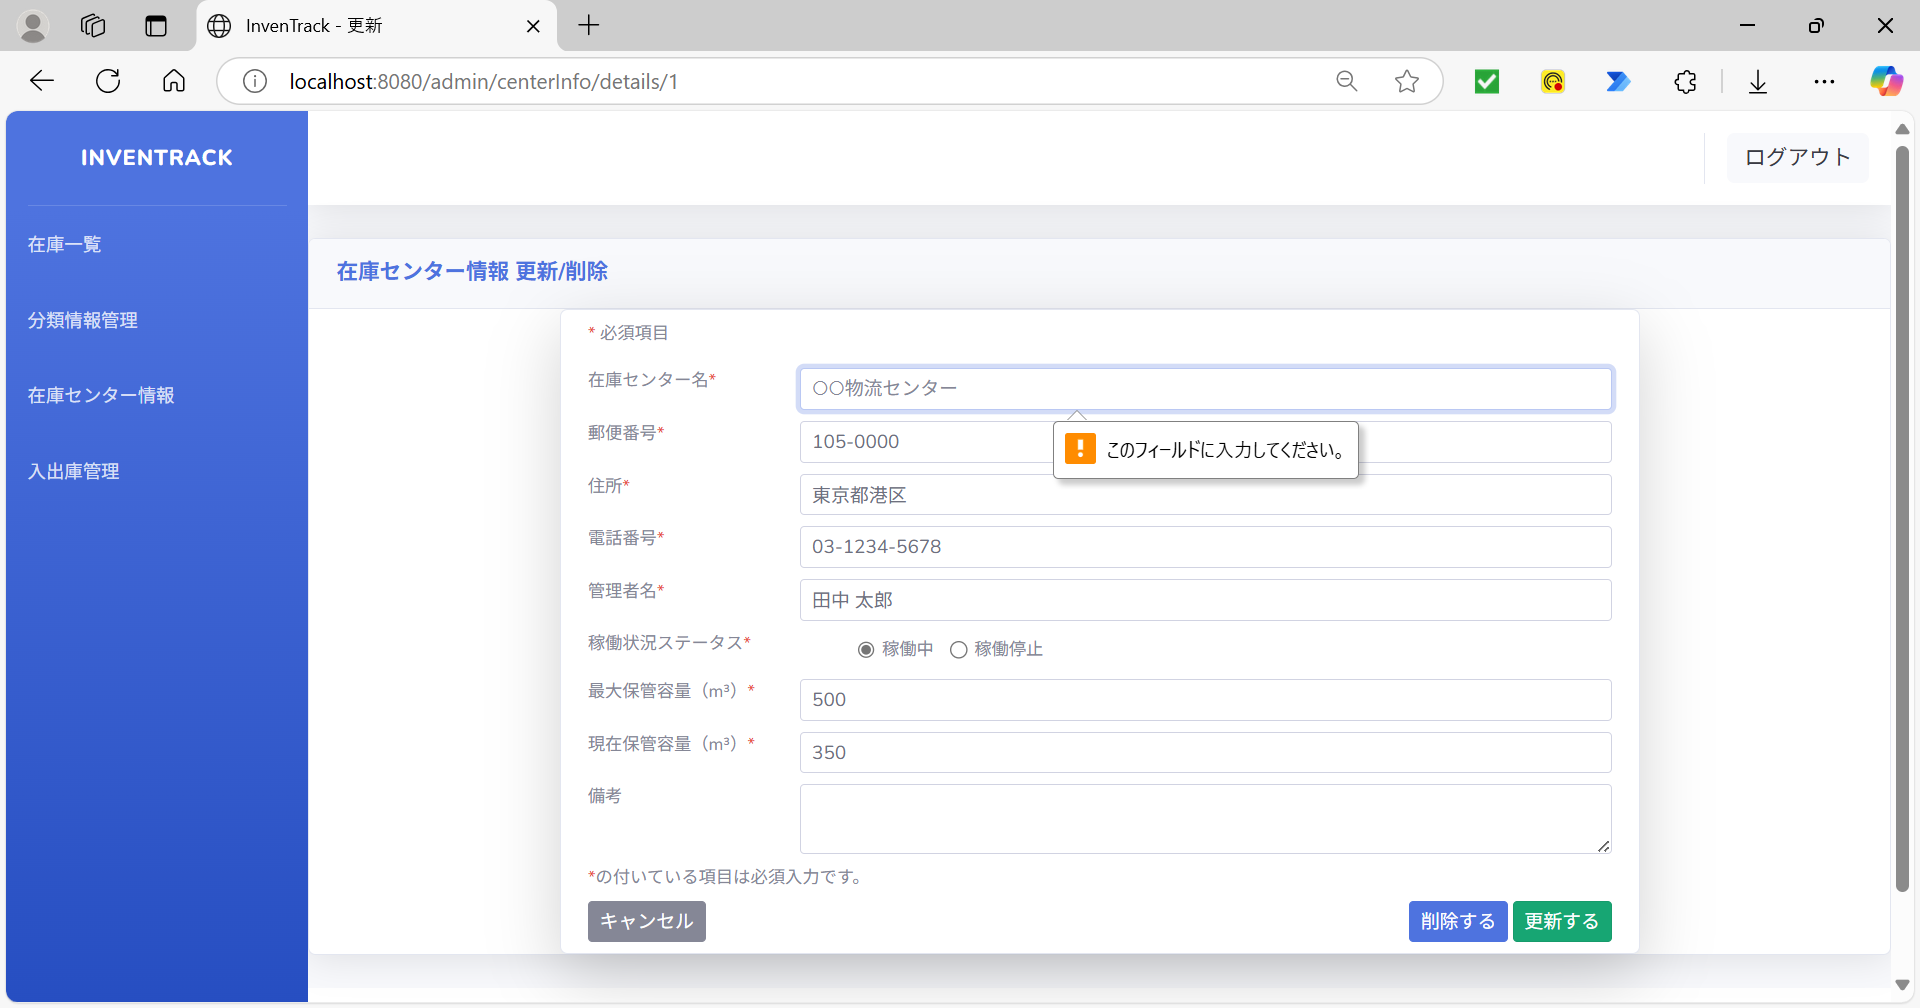 InvenTrack - 更新
localhost:8080/admin/centerInfo/details/1
INVENTRACK
ログアウト
在庫一覧
分類情報管理
在庫センター情報
入出庫管理
在庫センター情報 更新/削除
* 必須項目
在庫センター名*
○○物流センター
このフィールドに入力してください。
郵便番号*
105-0000
住所*
東京都港区
電話番号*
03-1234-5678
管理者名*
田中 太郎
稼働状況ステータス*
稼働中 稼働停止
最大保管容量（m³）*
500
現在保管容量（m³）*
350
備考
*の付いている項目は必須入力です。
キャンセル
削除する
更新する